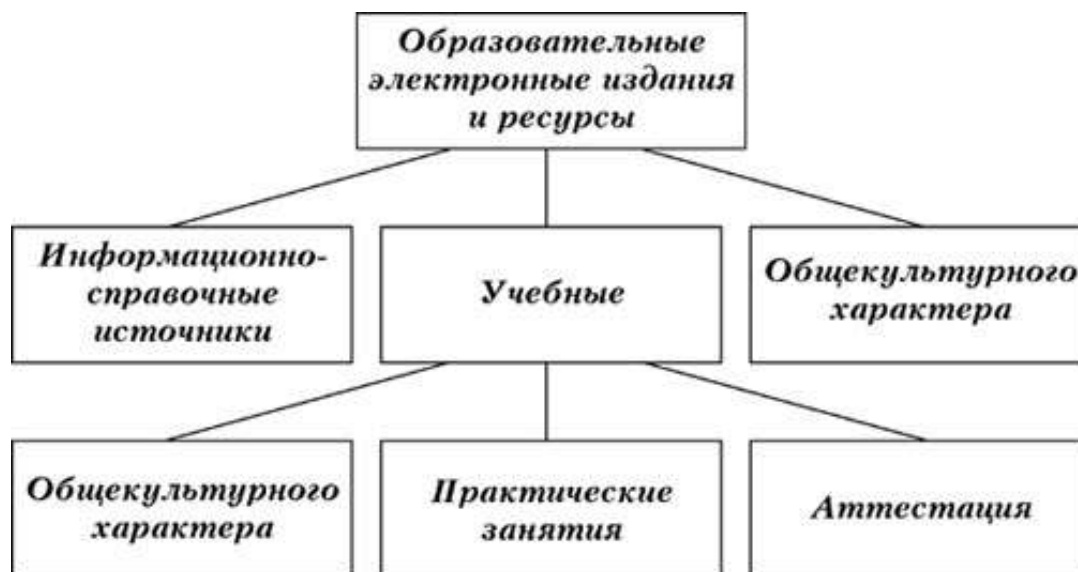 Образовательные
электронные издания
и ресурсы
Информационно-
справочные
источники
Учебные
Общекультурного
характера
Общекультурного
характера
Практические
занятия
Аттестация